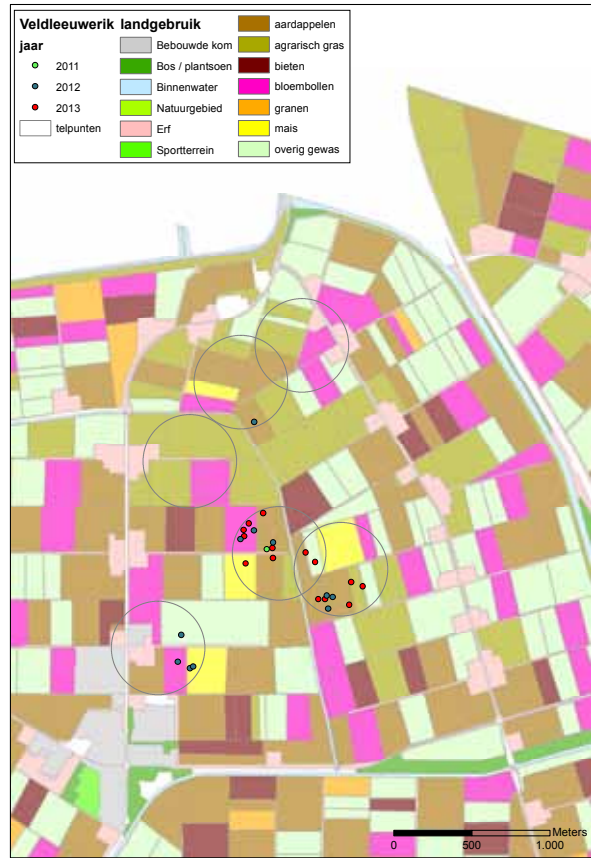 Veldleeuwerik
jaar
2011
2012
2013
telpunten
landgebruik
Bebouwde kom
Bos / plantsoen
Binnenwater
Natuurgebied
Erf
Sportterrein
aardappelen
agrarisch gras
bieten
bloembollen
granen
mais
overig gewas
Meters
0 500 1.000